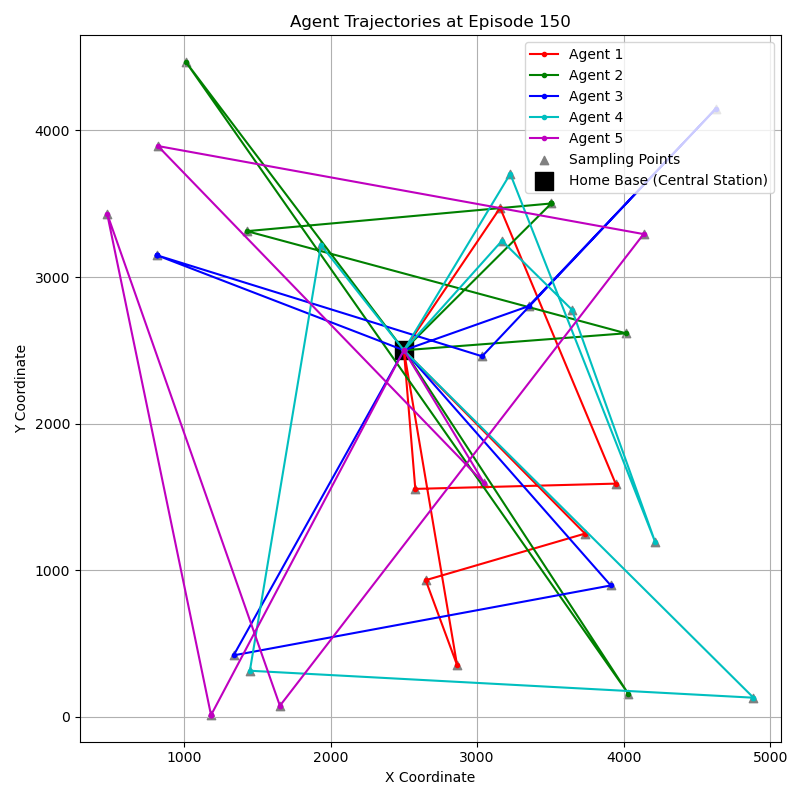 Agent Trajectories at Episode 150
Agent 1
Agent 2
Agent 3
Agent 4
Agent 5
Sampling Points
Home Base (Central Station)
Y Coordinate
4000
3000
2000
1000
0
1000
2000
3000
4000
5000
X Coordinate